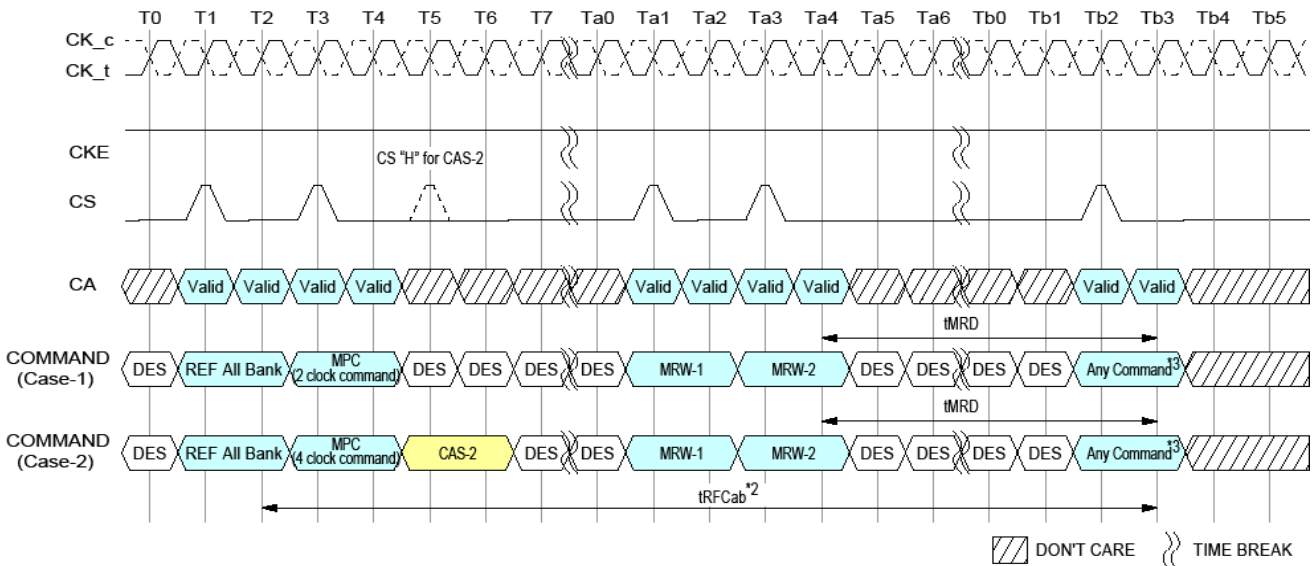 T0 T1 T2 T3 T4 T5 T6 T7 Ta0 Ta1 Ta2 Ta3 Ta4 Ta5 Ta6 Tb0 Tb1 Tb2 Tb3 Tb4 Tb5
CK_c
CK_t
CKE
CS "H" for CAS-2
CS
CA
Valid Valid Valid Valid Valid Valid Valid Valid Valid Valid
tMRD
COMMAND
(Case-1)
DES REF All Bank MPC
(2 clock command) DES DES DES DES MRW-1 MRW-2 DES DES DES DES Any Command*3
tMRD
COMMAND
(Case-2)
DES REF All Bank MPC
(4 clock command) CAS-2 DES DES MRW-1 MRW-2 DES DES DES DES Any Command*3
tRFCab*2
DON'T CARE TIME BREAK